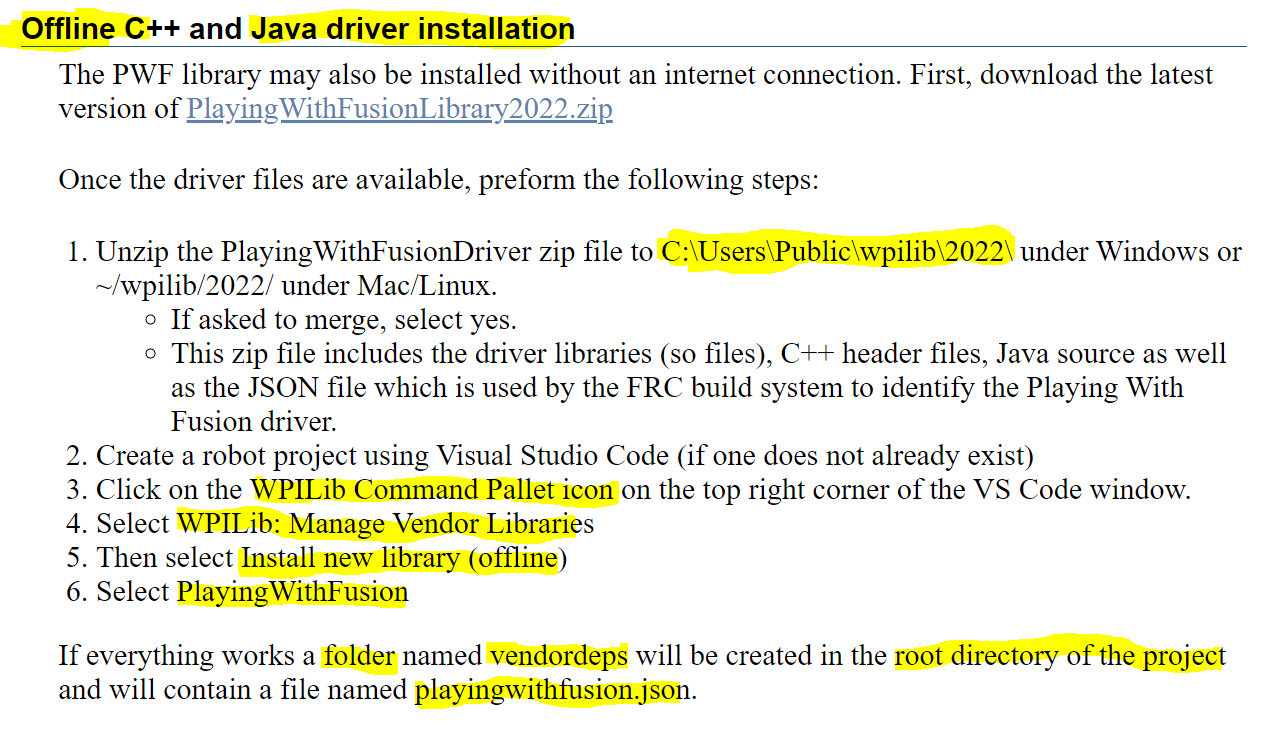 Offline C++ and Java driver installation
The PWF library may also be installed without an internet connection. First, download the latest
version of PlayingWithFusionLibrary2022.zip
Once the driver files are available, preform the following steps:
1. Unzip the PlayingWithFusionDriver zip file to C:\Users\Public\wpilib\2022\ under Windows or
~/wpilib/2022/ under Mac/Linux.
○ If asked to merge, select yes.
○ This zip file includes the driver libraries (so files), C++ header files, Java source as well
as the JSON file which is used by the FRC build system to identify the Playing With
Fusion driver.
2. Create a robot project using Visual Studio Code (if one does not already exist)
3. Click on the WPILib Command Pallet icon on the top right corner of the VS Code window.
4. Select WPILib: Manage Vendor Libraries
5. Then select Install new library (offline)
6. Select PlayingWithFusion
If everything works a folder named vendordeps will be created in the root directory of the project
and will contain a file named playingwithfusion.json.